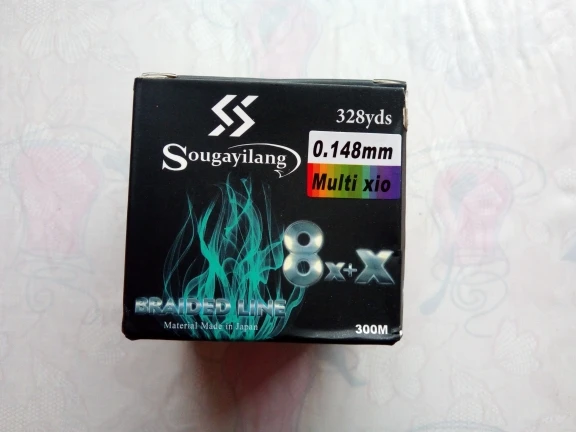 328yds
Sougayilang
0.148mm
Multi xio
8x+X
BRAIDED LINE
Material Made in Japan
300M